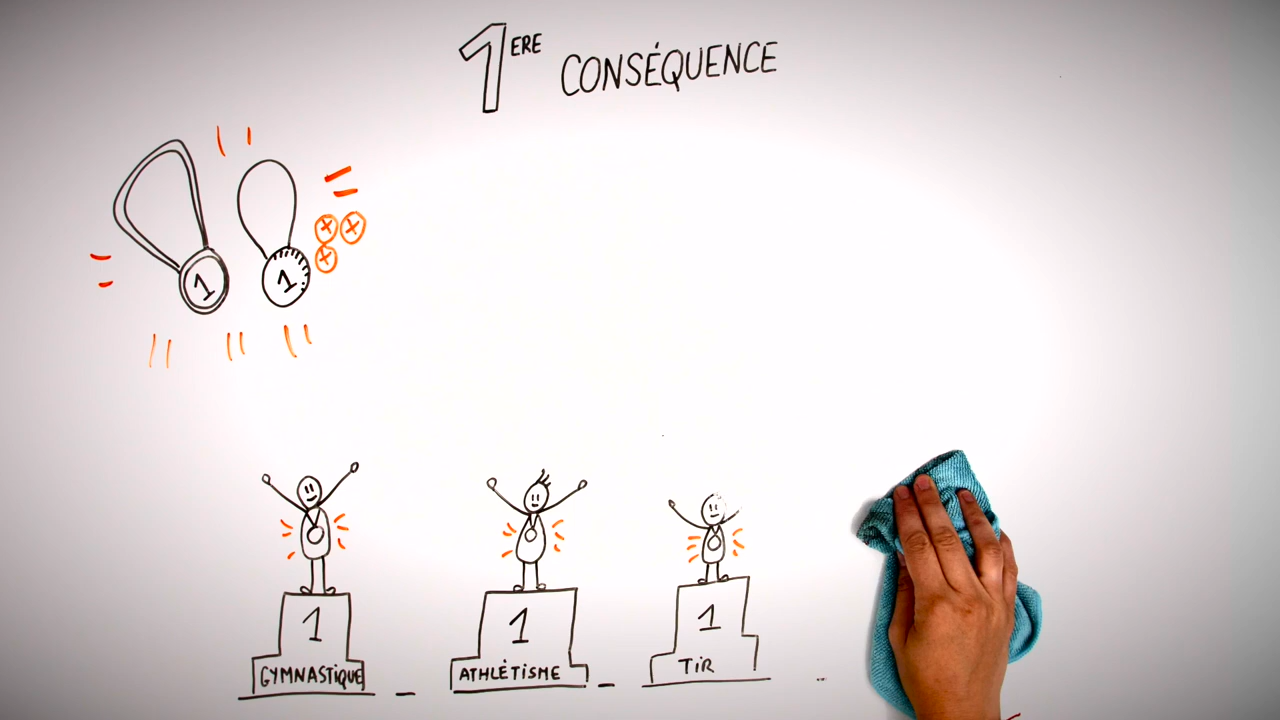 1ERE CONSÉQUENCE
1 1
1 1 1
GYMNASTIQUE ATHLÉTISME TIR